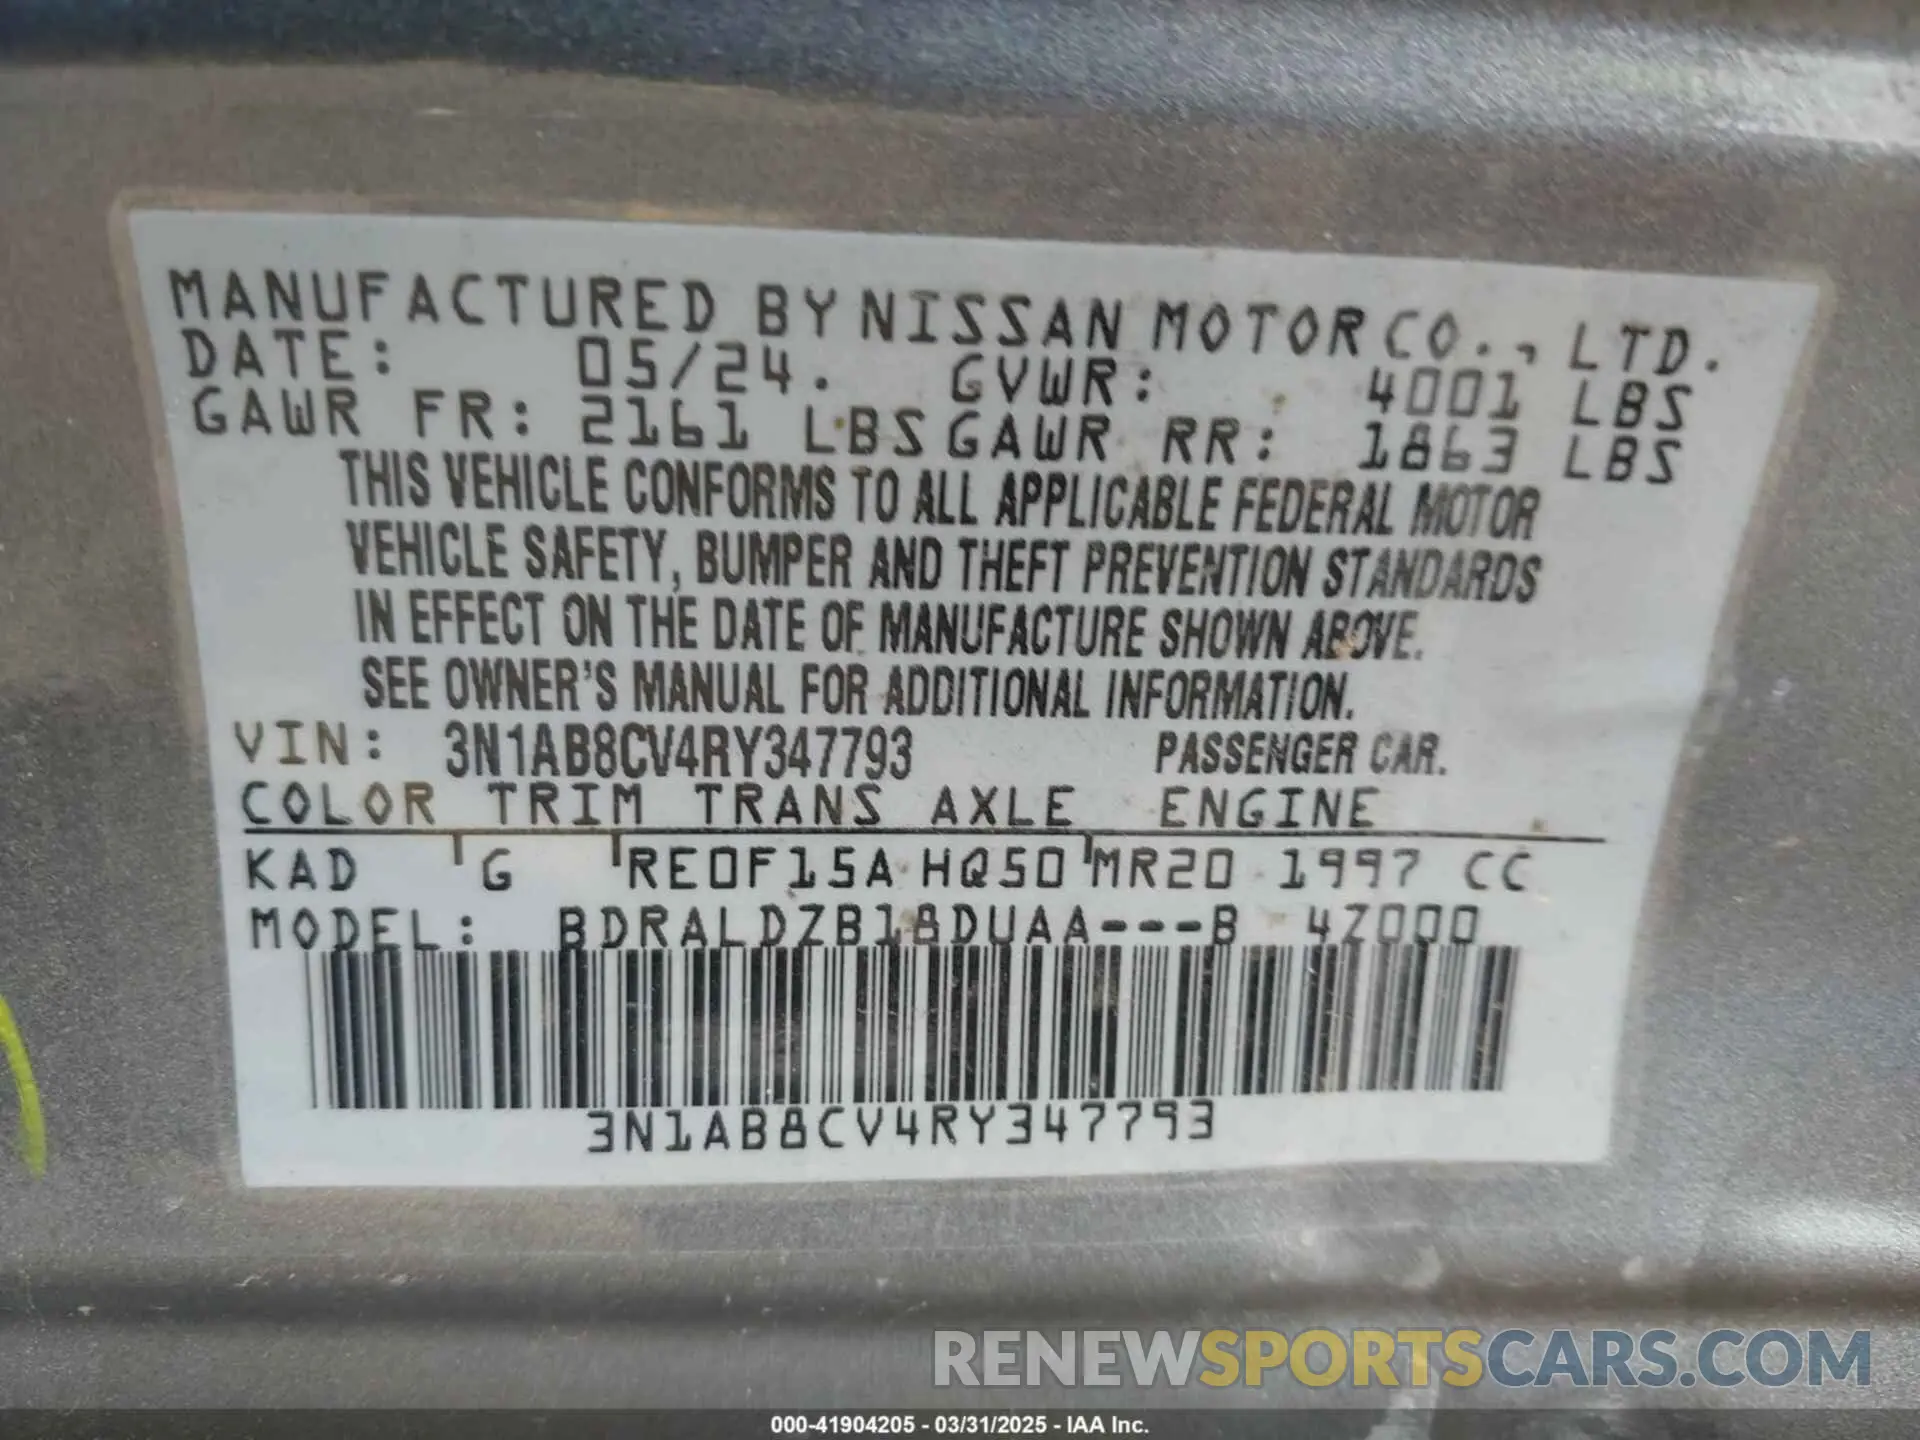 MANUFACTURED BY NISSAN MOTOR CO., LTD.
DATE: 05/24. GVWR: 4001 LBS
GAWR FR: 2161 LBS GAWR RR: 1863 LBS
THIS VEHICLE CONFORMS TO ALL APPLICABLE FEDERAL MOTOR
VEHICLE SAFETY, BUMPER AND THEFT PREVENTION STANDARDS
IN EFFECT ON THE DATE OF MANUFACTURE SHOWN ABOVE.
SEE OWNER'S MANUAL FOR ADDITIONAL INFORMATION.
VIN: 3N1AB8CV4RY347793 PASSENGER CAR.
COLOR TRIM TRANS AXLE ENGINE
KAD G RE0F15A HQ50 MR20 1997 CC
MODEL: BDRALDZB18DUAA---B 4Z000
3N1AB8CV4RY347793
RENEWSPORTSCARS.COM
000-41904205 - 03/31/2025 - IAA Inc.